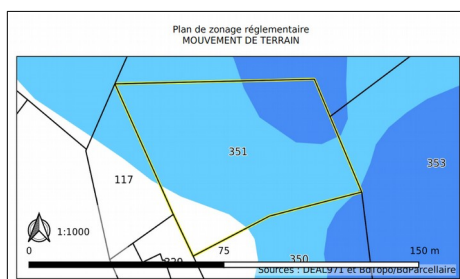 Plan de zonage réglementaire
MOUVEMENT DE TERRAIN
351
353
117
1:1000
0
75
150 m
350
Sources : DEAL971 et BdTopo/BdParcellaire